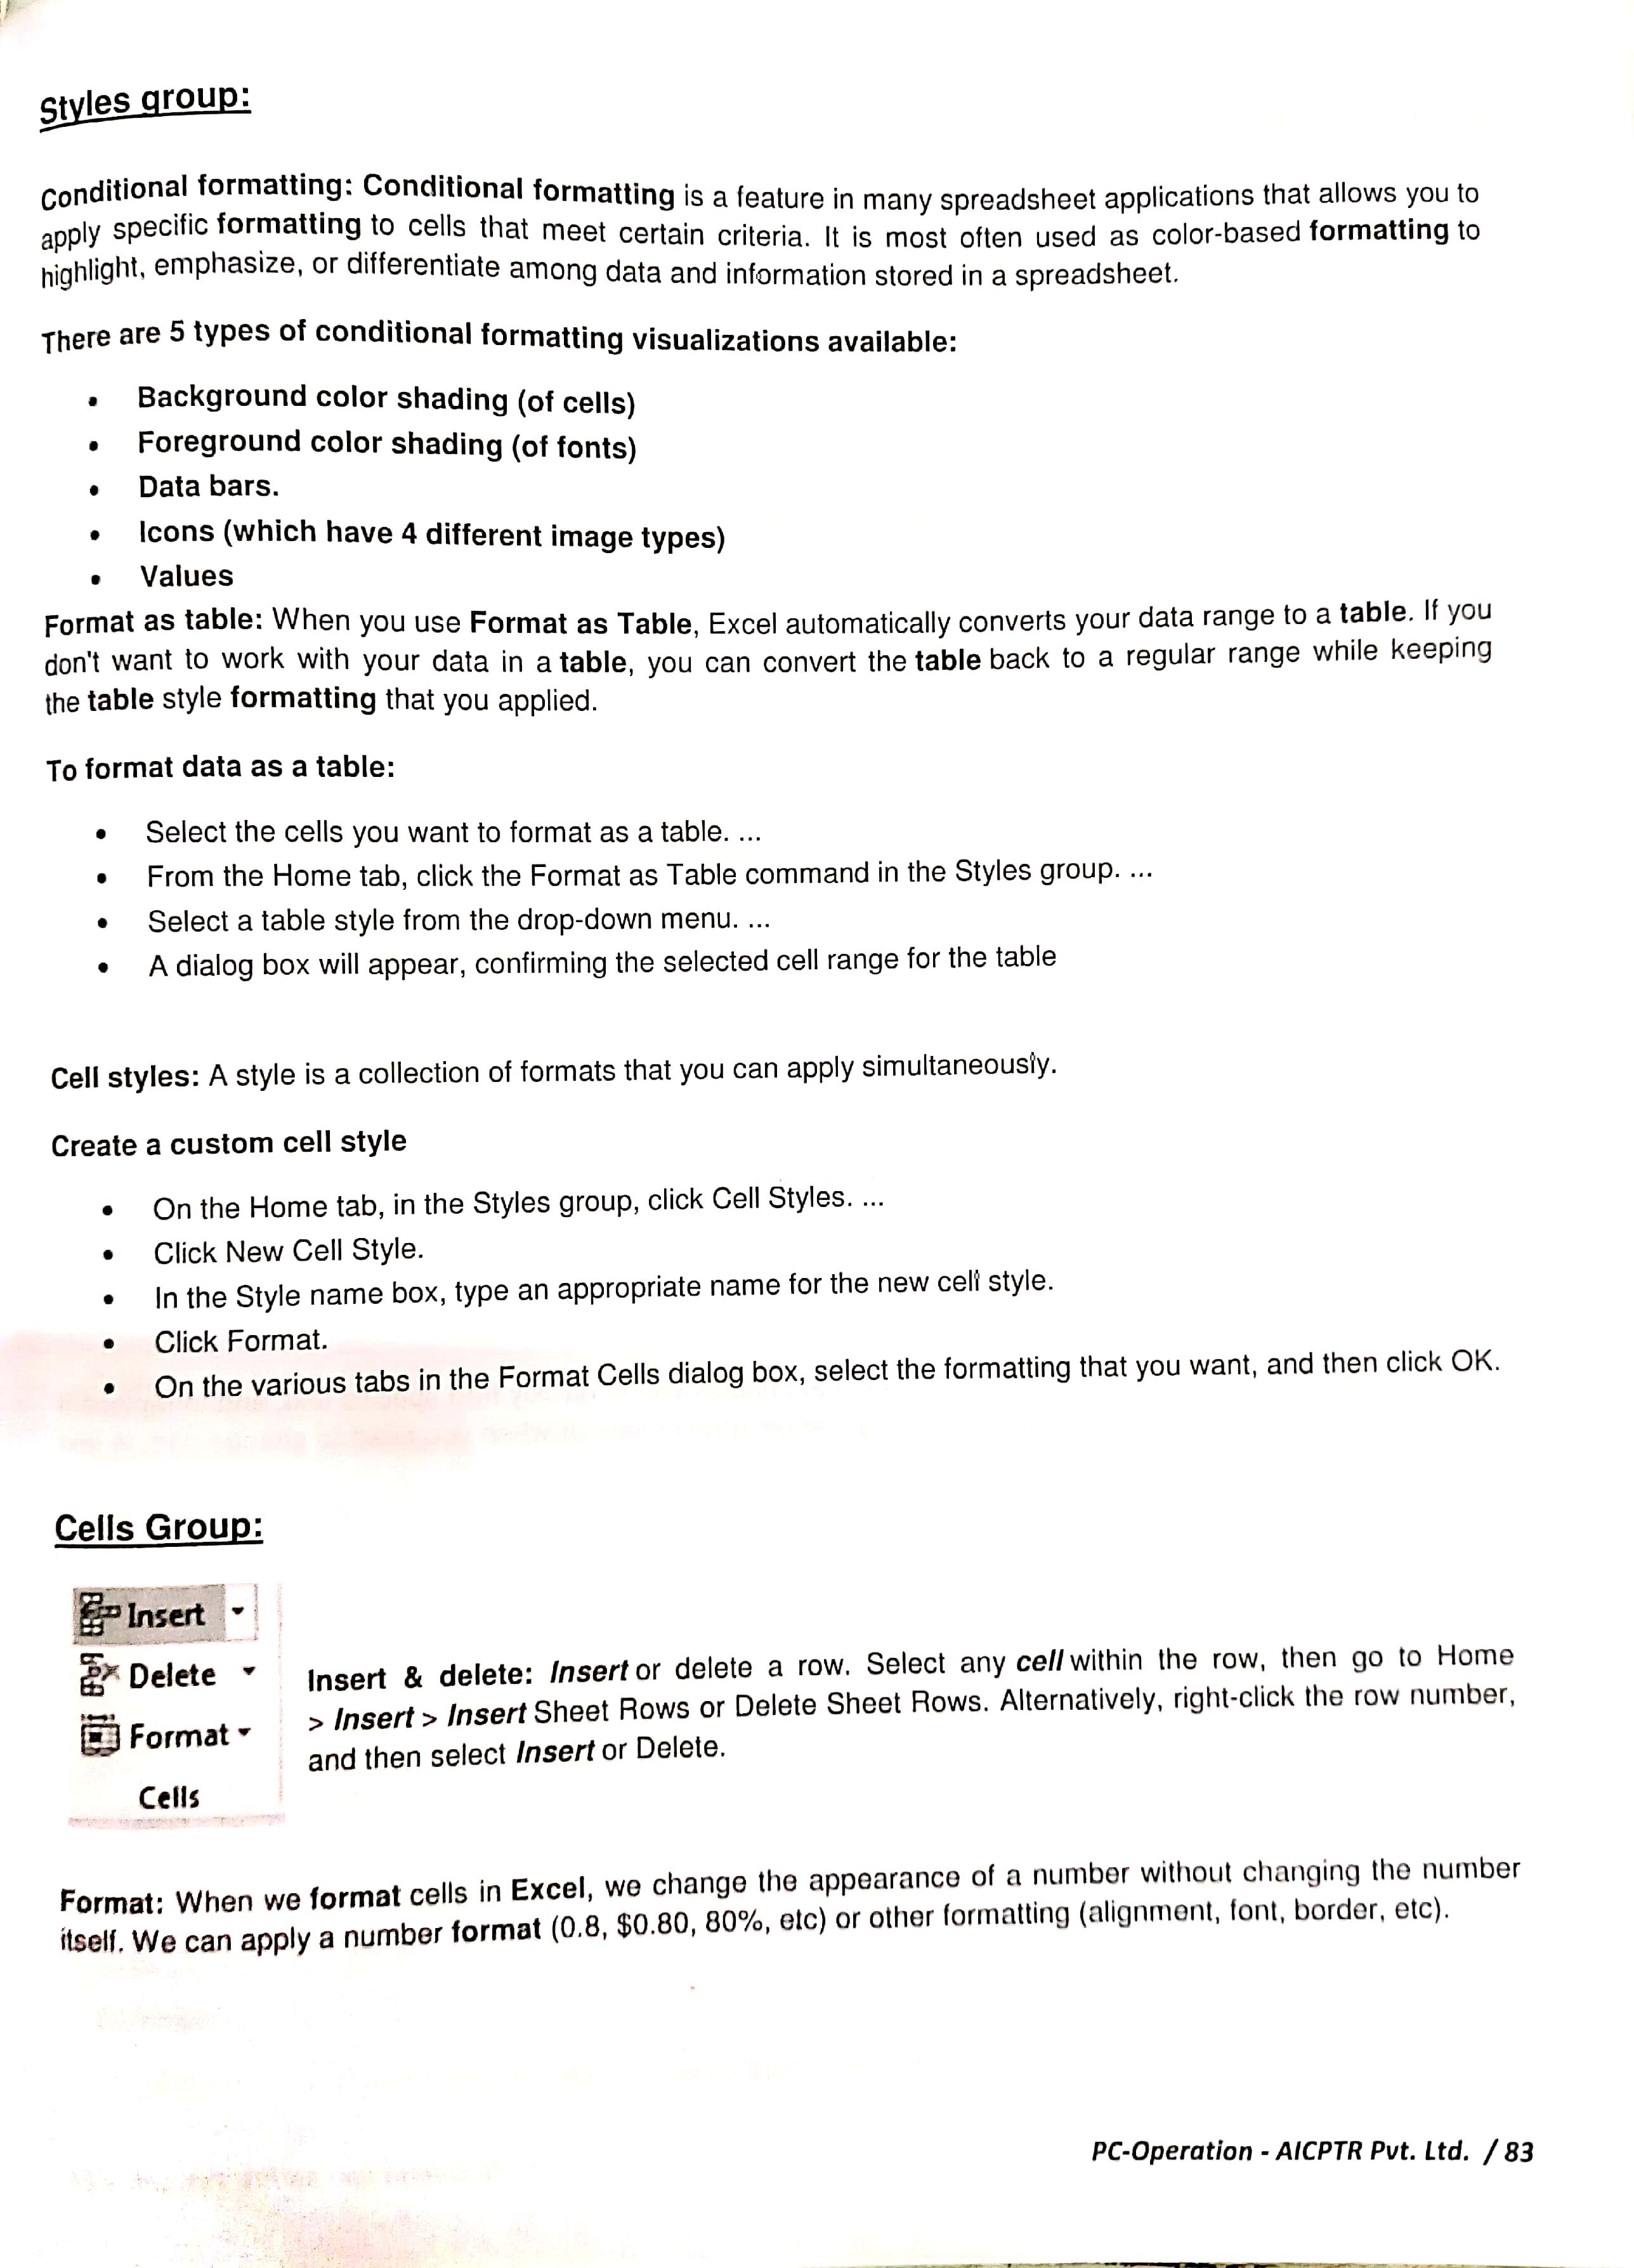 Styles group:
Conditional formatting: Conditional formatting is a feature in many spreadsheet applications that allows you to
apply specific formatting to cells that meet certain criteria. It is most often used as color-based formatting to
highlight, emphasize, or differentiate among data and information stored in a spreadsheet.
There are 5 types of conditional formatting visualizations available:
• Background color shading (of cells)
• Foreground color shading (of fonts)
• Data bars.
• Icons (which have 4 different image types)
• Values
Format as table: When you use Format as Table, Excel automatically converts your data range to a table. If you
don't want to work with your data in a table, you can convert the table back to a regular range while keeping
the table style formatting that you applied.
To format data as a table:
• Select the cells you want to format as a table. ...
• From the Home tab, click the Format as Table command in the Styles group. ...
• Select a table style from the drop-down menu. ...
• A dialog box will appear, confirming the selected cell range for the table
Cell styles: A style is a collection of formats that you can apply simultaneously.
Create a custom cell style
• On the Home tab, in the Styles group, click Cell Styles. ...
• Click New Cell Style.
• In the Style name box, type an appropriate name for the new cell style.
• Click Format.
• On the various tabs in the Format Cells dialog box, select the formatting that you want, and then click OK.
Cells Group:
Insert
Delete
Format
Cells
Insert & delete: Insert or delete a row. Select any cell within the row, then go to Home
> Insert > Insert Sheet Rows or Delete Sheet Rows. Alternatively, right-click the row number,
and then select Insert or Delete.
Format: When we format cells in Excel, we change the appearance of a number without changing the number
itself. We can apply a number format (0.8, $0.80, 80%, etc) or other formatting (alignment, font, border, etc).
PC-Operation - AICPTR Pvt. Ltd. / 83